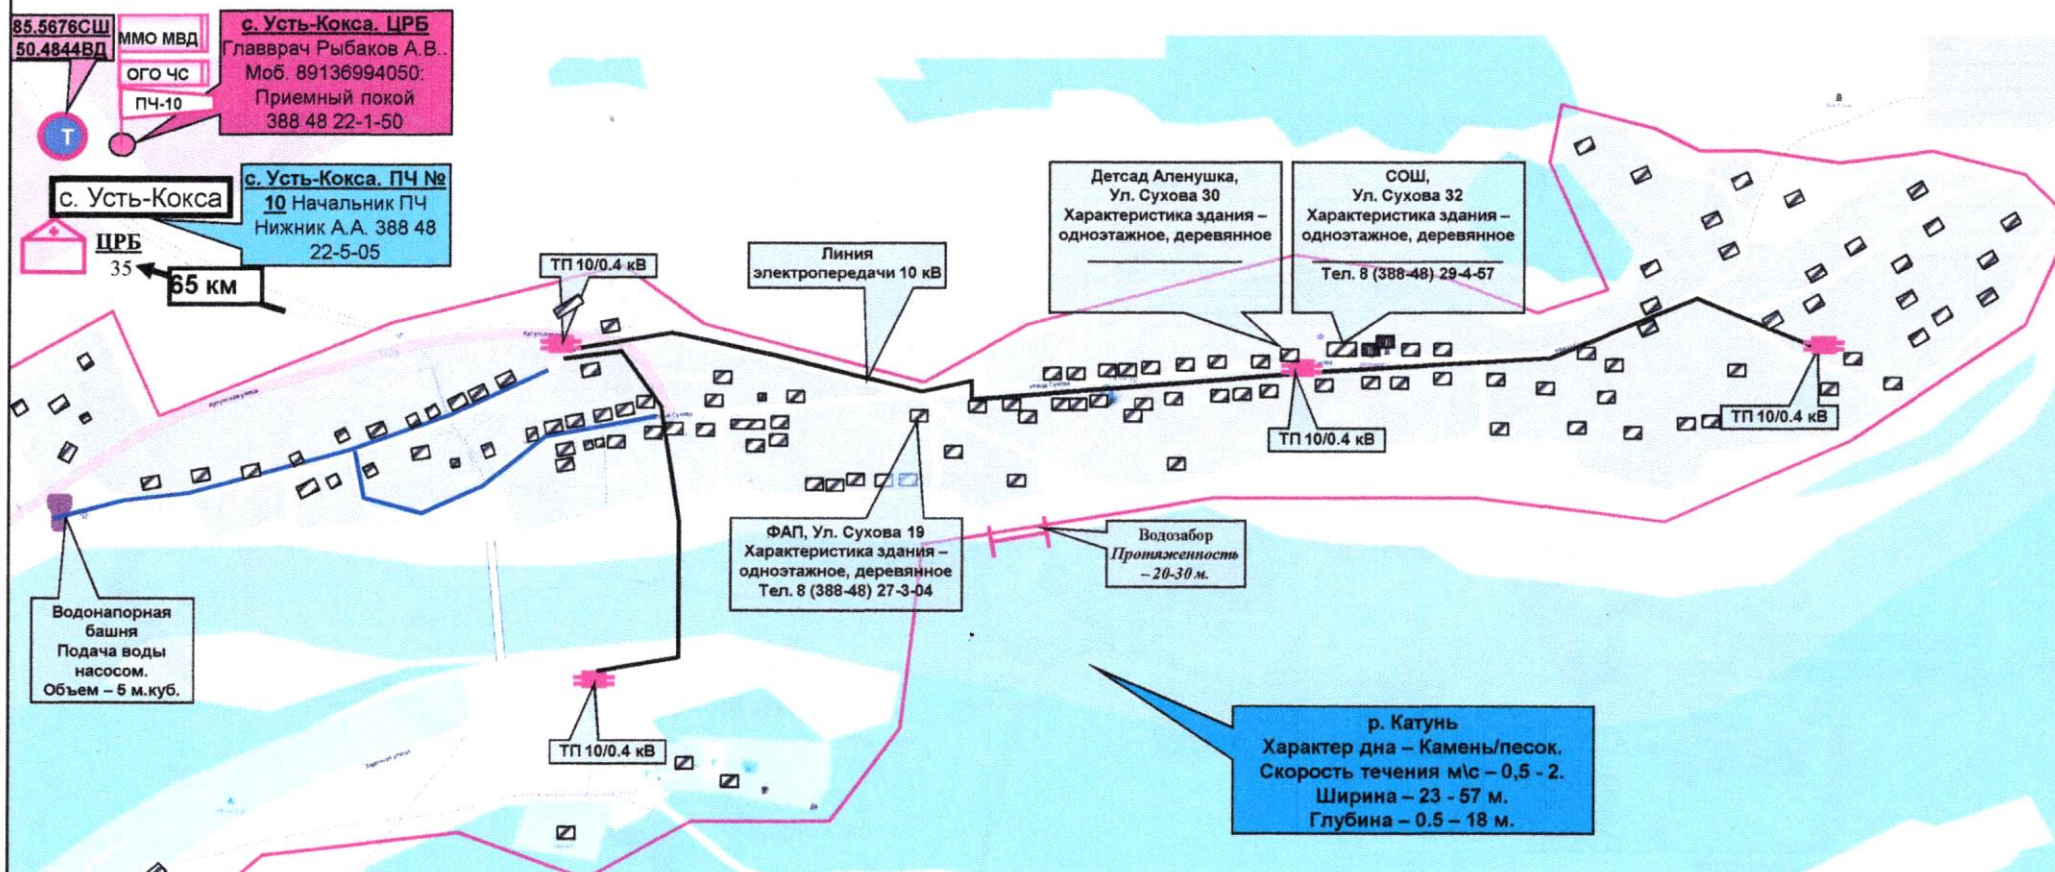 85.5676СШ
50.4844ВД
ММО МВД
ОГО ЧС
ПЧ-10
Т
с. Усть-Кокса. ЦРБ
Главврач Рыбаков А.В..
Моб. 89136994050:
Приемный покой
388 48 22-1-50
с. Усть-Кокса
с. Усть-Кокса. ПЧ №
10 Начальник ПЧ
Нижник А.А. 388 48
22-5-05
ЦРБ
35
65 км
ТП 10/0.4 кВ
Линия
электропередачи 10 кВ
Детсад Аленушка,
Ул. Сухова 30
Характеристика здания –
одноэтажное, деревянное
СОШ,
Ул. Сухова 32
Характеристика здания –
одноэтажное, деревянное
Тел. 8 (388-48) 29-4-57
Катунская улица
улица Сухова
ТП 10/0.4 кВ
ТП 10/0.4 кВ
ФАП, Ул. Сухова 19
Характеристика здания –
одноэтажное, деревянное
Тел. 8 (388-48) 27-3-04
Водозабор
Протяженность
– 20-30 м.
Водонапорная
башня
Подача воды
насосом.
Объем – 5 м.куб.
ТП 10/0.4 кВ
Заречная улица
р. Катунь
Характер дна – Камень/песок.
Скорость течения м\с – 0,5 - 2.
Ширина – 23 - 57 м.
Глубина – 0.5 – 18 м.